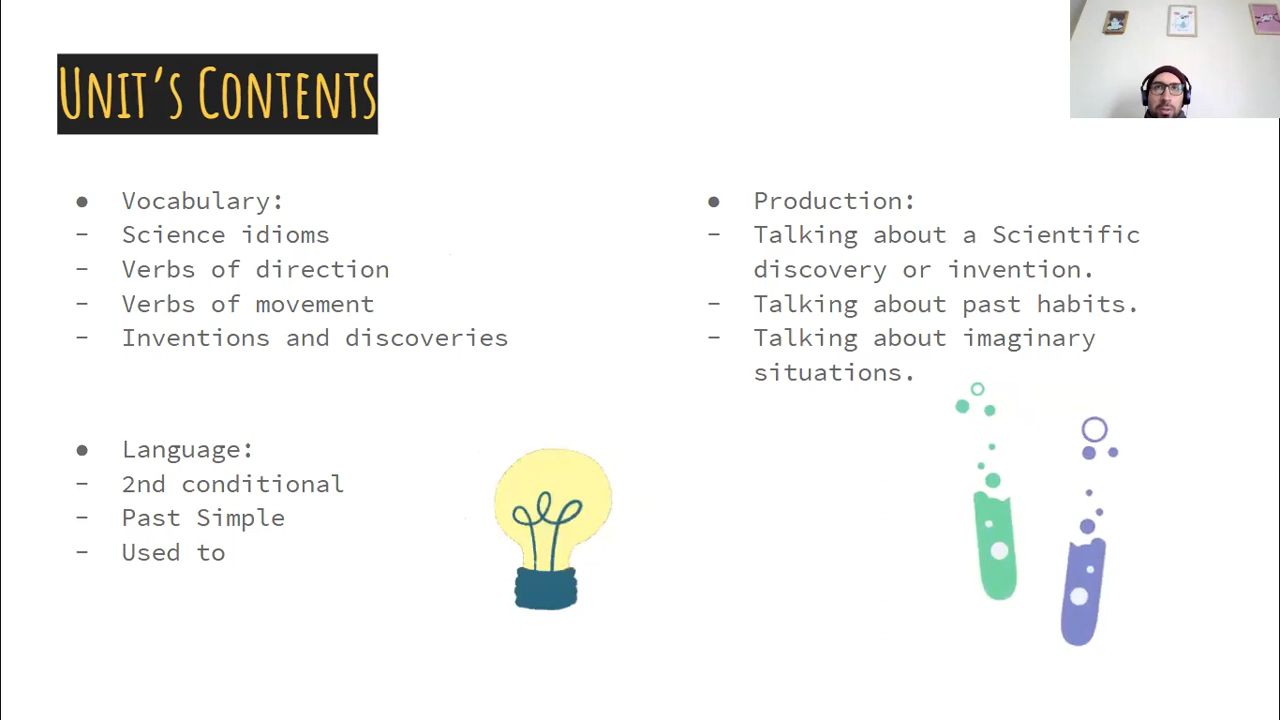 Unit's Contents
● Vocabulary:
- Science idioms
- Verbs of direction
- Verbs of movement
- Inventions and discoveries
● Language:
- 2nd conditional
- Past Simple
- Used to
● Production:
- Talking about a Scientific
discovery or invention.
- Talking about past habits.
- Talking about imaginary
situations.